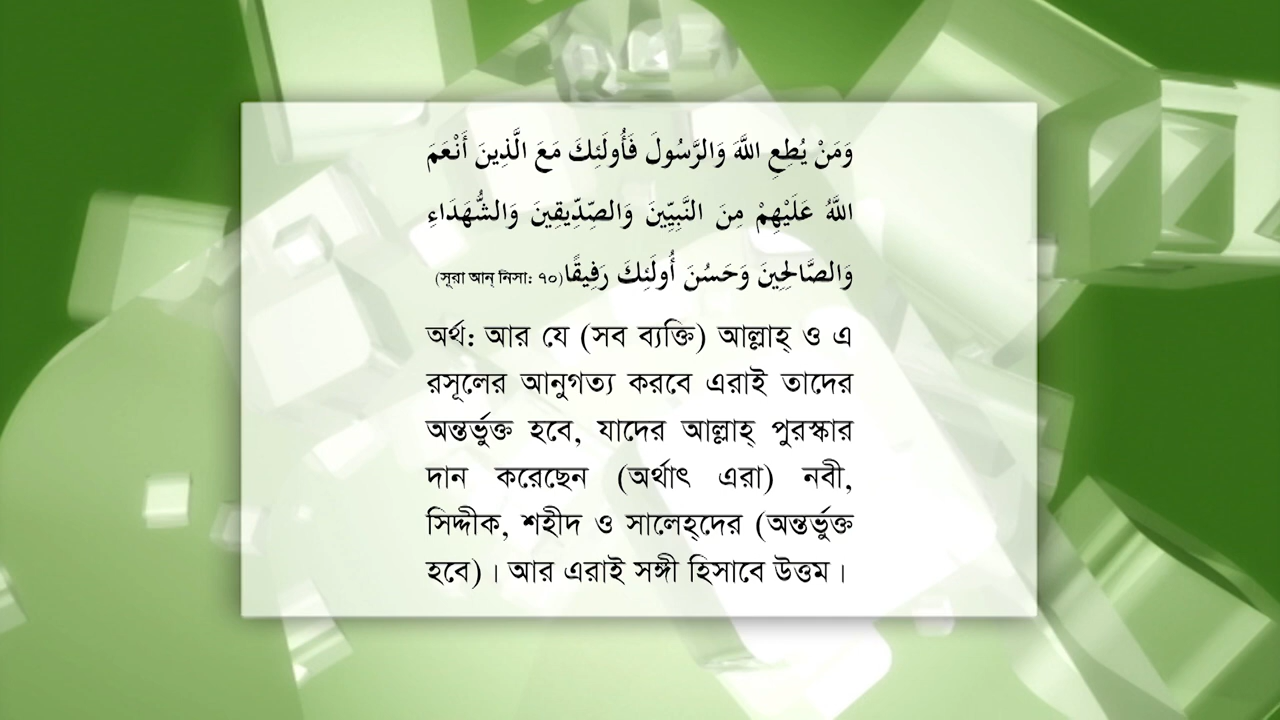 وَمَنْ يُطِعِ اللَّهَ وَالرَّسُولَ فَأُولَئِكَ مَعَ الَّذِينَ أَنْعَمَ
اللَّهُ عَلَيْهِمْ مِنَ النَّبِيِّينَ وَالصِّدِّيقِينَ وَالشُّهَدَاءِ
وَالصَّالِحِينَ وَحَسُنَ أُولَئِكَ رَفِيقًا (সূরা আন্ নিসা: ৭০)
অর্থ: আর যে (সব ব্যক্তি) আল্লাহ্ ও এ
রসূলের আনুগত্য করবে এরাই তাদের
অন্তর্ভুক্ত হবে, যাদের আল্লাহ্ পুরস্কার
দান করেছেন (অর্থাৎ এরা) নবী,
সিদ্দীক, শহীদ ও সালেহ্‌দের (অন্তর্ভুক্ত
হবে)। আর এরাই সঙ্গী হিসাবে উত্তম।